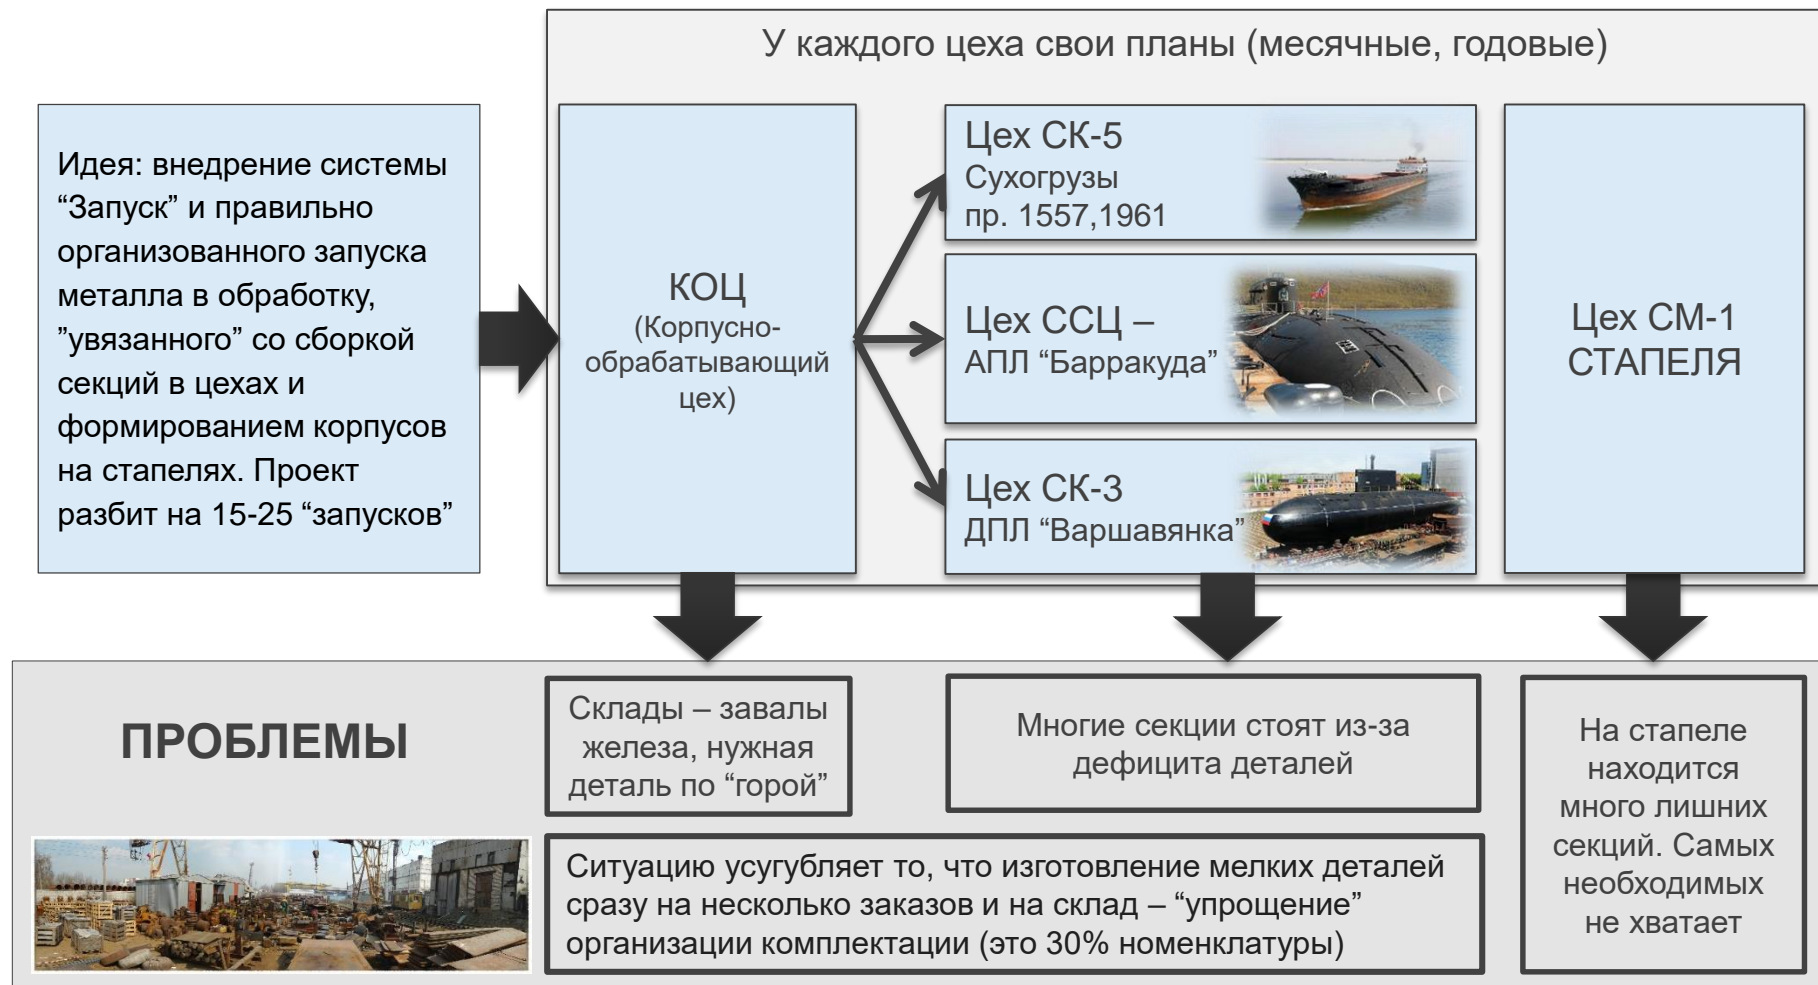 У каждого цеха свои планы (месячные, годовые)
Идея: внедрение системы
“Запуск” и правильно
организованного запуска
металла в обработку,
”увязанного” со сборкой
секций в цехах и
формированием корпусов
на стапелях. Проект
разбит на 15-25 “запусков”
КОЦ
(Корпусно-
обрабатывающий
цех)
Цех СК-5
Сухогрузы
пр. 1557,1961
Цех ССЦ –
АПЛ “Барракуда”
Цех СК-3
ДПЛ “Варшавянка”
Цех СМ-1
СТАПЕЛЯ
ПРОБЛЕМЫ
Склады – завалы
железа, нужная
деталь по “горой”
Многие секции стоят из-за
дефицита деталей
На стапеле
находится
много лишних
секций. Самых
необходимых
не хватает
Ситуацию усугубляет то, что изготовление мелких деталей
сразу на несколько заказов и на склад – “упрощение”
организации комплектации (это 30% номенклатуры)